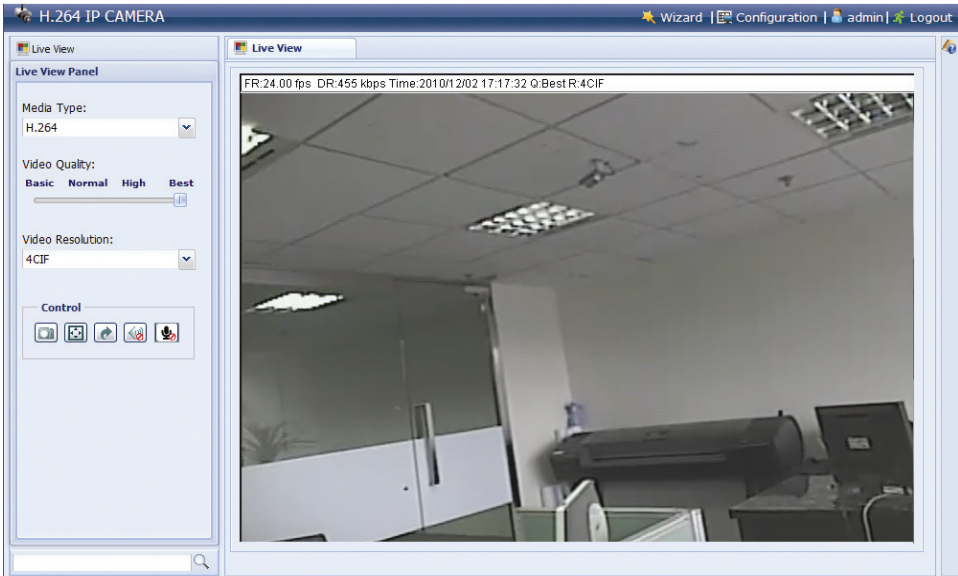 H.264 IP CAMERA
Wizard | Configuration | admin | Logout
Live View
Live View
Live View Panel
FR:24.00 fps DR:455 kbps Time:2010/12/02 17:17:32 Q:Best R:4CIF
Media Type:
H.264
Video Quality:
Basic Normal High Best
Video Resolution:
4CIF
Control